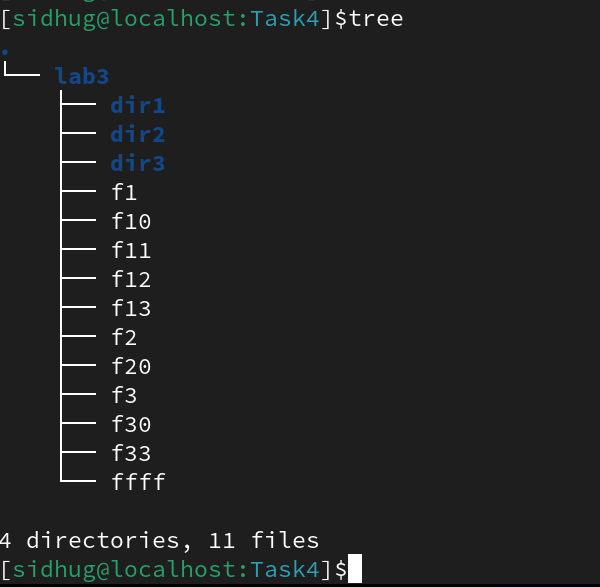 [sidhug@localhost:Task4]$tree
.
└── lab3
    ├── dir1
    ├── dir2
    ├── dir3
    ├── f1
    ├── f10
    ├── f11
    ├── f12
    ├── f13
    ├── f2
    ├── f20
    ├── f3
    ├── f30
    ├── f33
    └── ffff

4 directories, 11 files
[sidhug@localhost:Task4]$